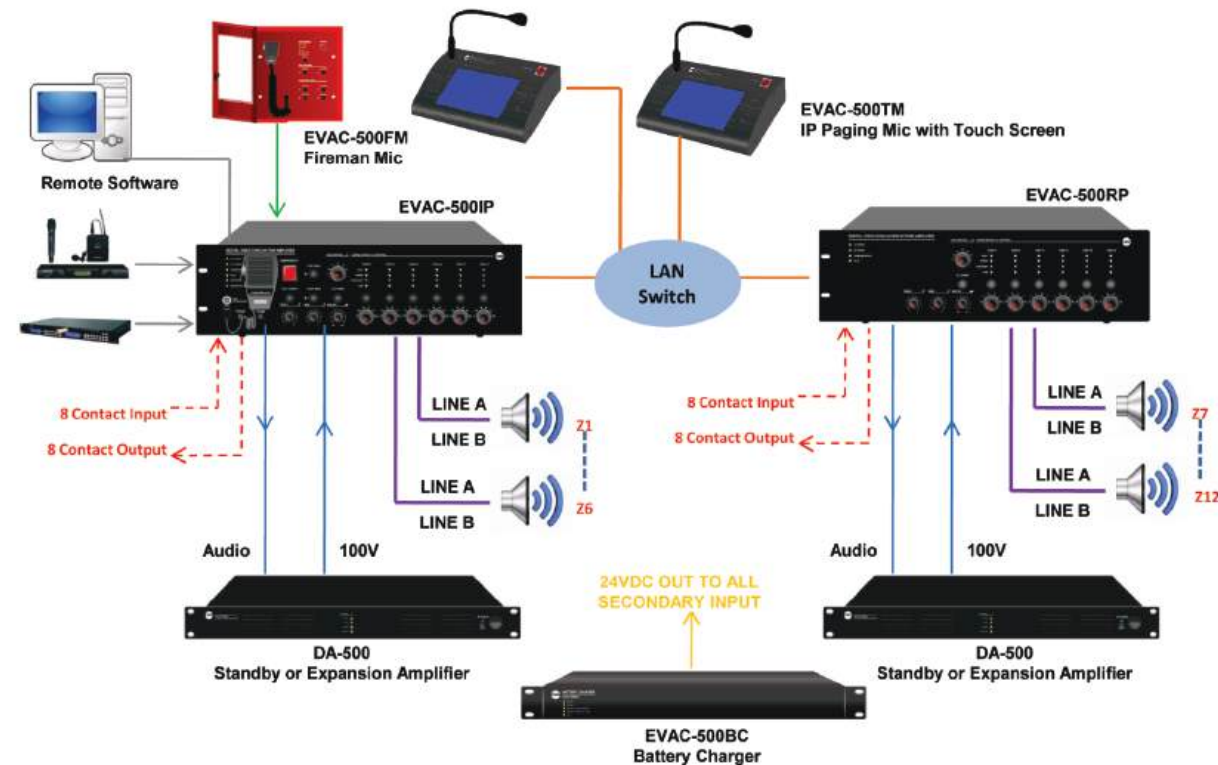 EVAC-500FM
Fireman Mic
EVAC-500TM
IP Paging Mic with Touch Screen
Remote Software
EVAC-500IP
EVAC-500RP
LAN
Switch
8 Contact Input
8 Contact Output
LINE A
LINE B
Z1
LINE A
LINE B
Z6
8 Contact Input
8 Contact Output
LINE A
LINE B
Z7
LINE A
LINE B
Z12
Audio
100V
Audio
100V
24VDC OUT TO ALL
SECONDARY INPUT
DA-500
Standby or Expansion Amplifier
DA-500
Standby or Expansion Amplifier
EVAC-500BC
Battery Charger